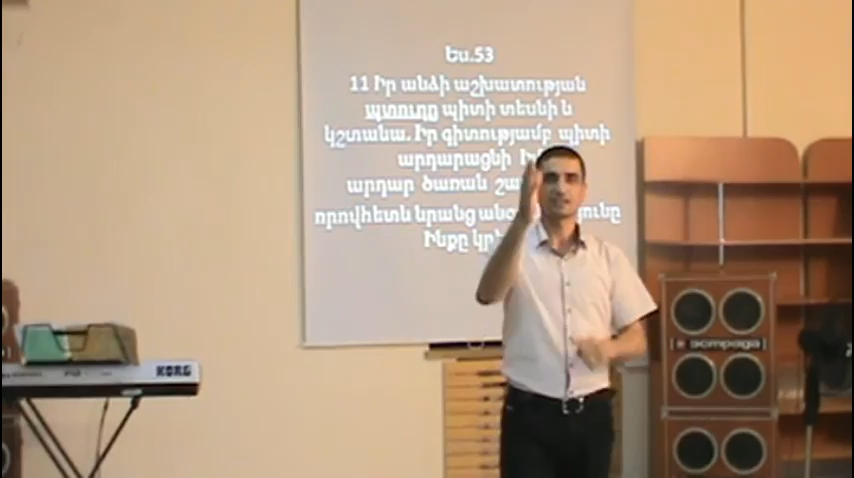 Ես.53
11 Իր անձի աշխատության
պտուղը պիտի տեսնի և
կշտանա. Իր գիտությամբ պիտի
արդարացնի
արդար ծառան
որովհետև նրանց
Ինքը
KORG
эстрада